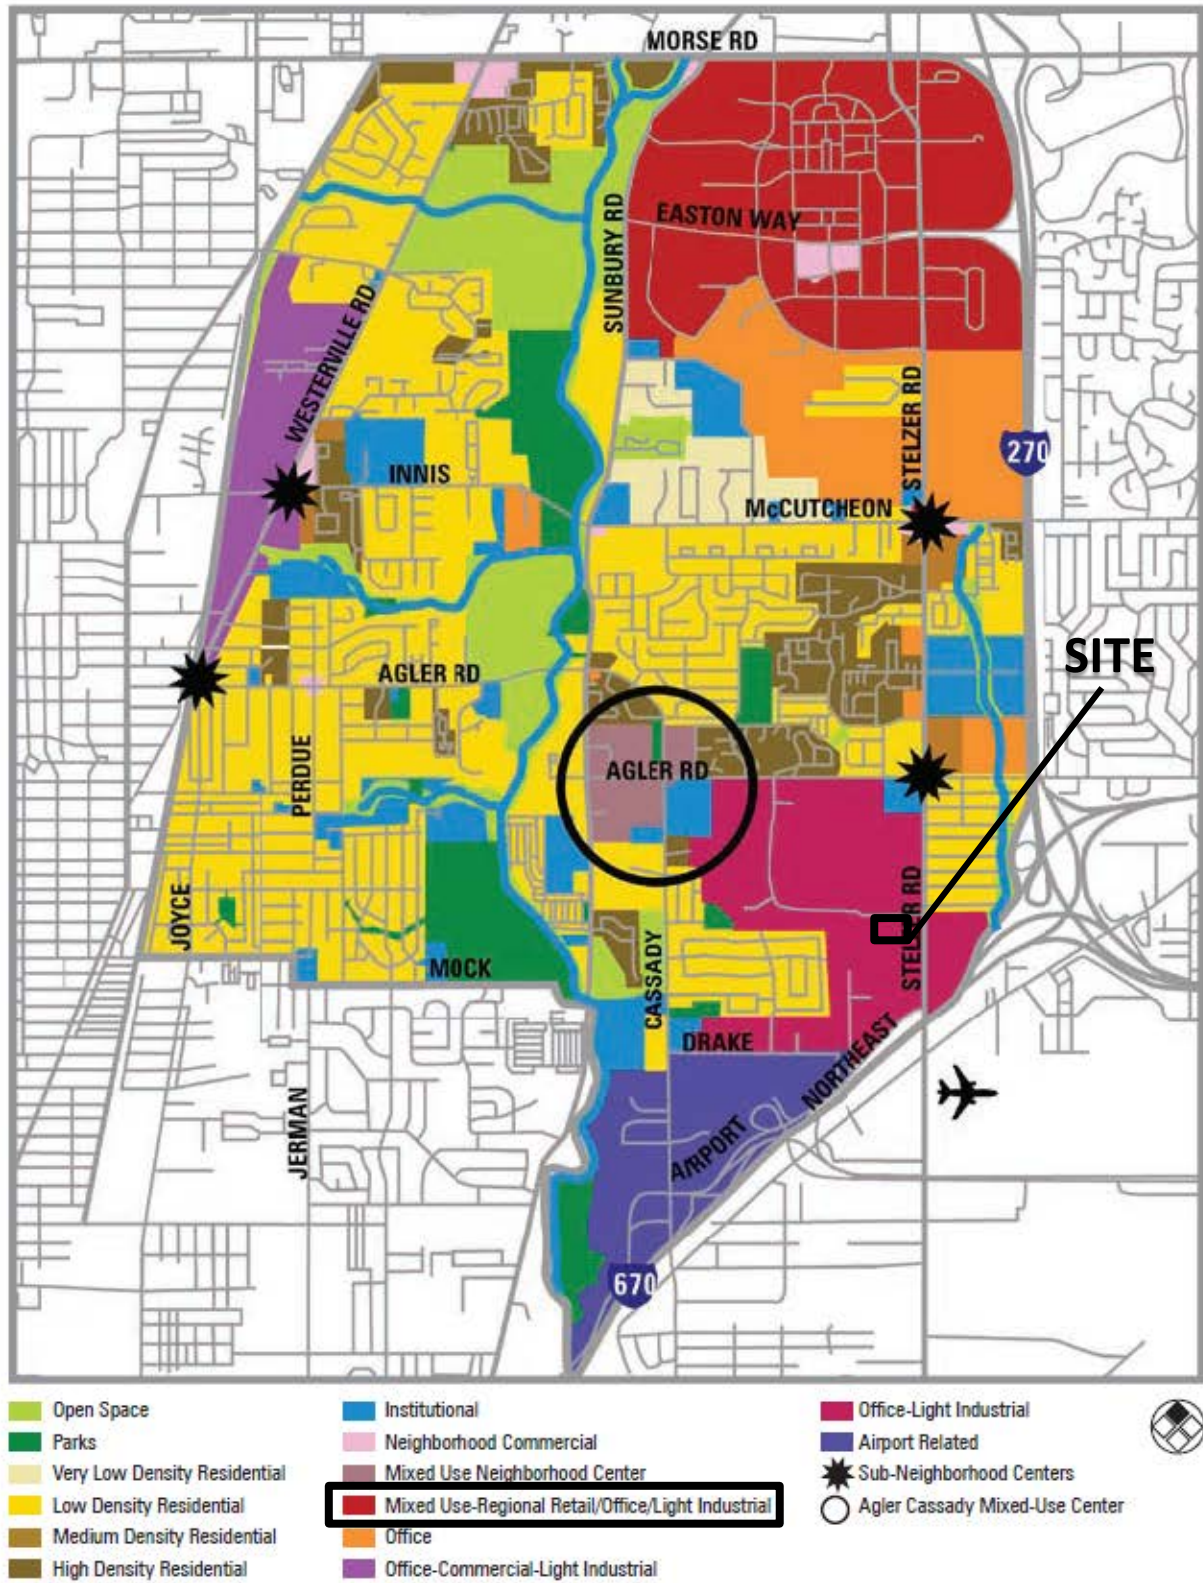 MORSE RD
SUNBURY RD
EASTON WAY
WESTERVILLE RD
STELZER RD
270
INNIS
McCUTCHEON
SITE
AGLER RD
AGLER RD
PERDUE
JOYCE
STELZER RD
MOCK
CASSADY
DRAKE
NORTHEAST
JERMAN
AIRPORT
670
Open Space
Parks
Very Low Density Residential
Low Density Residential
Medium Density Residential
High Density Residential
Institutional
Neighborhood Commercial
Mixed Use Neighborhood Center
Mixed Use-Regional Retail/Office/Light Industrial
Office
Office-Commercial-Light Industrial
Office-Light Industrial
Airport Related
Sub-Neighborhood Centers
Agler Cassady Mixed-Use Center